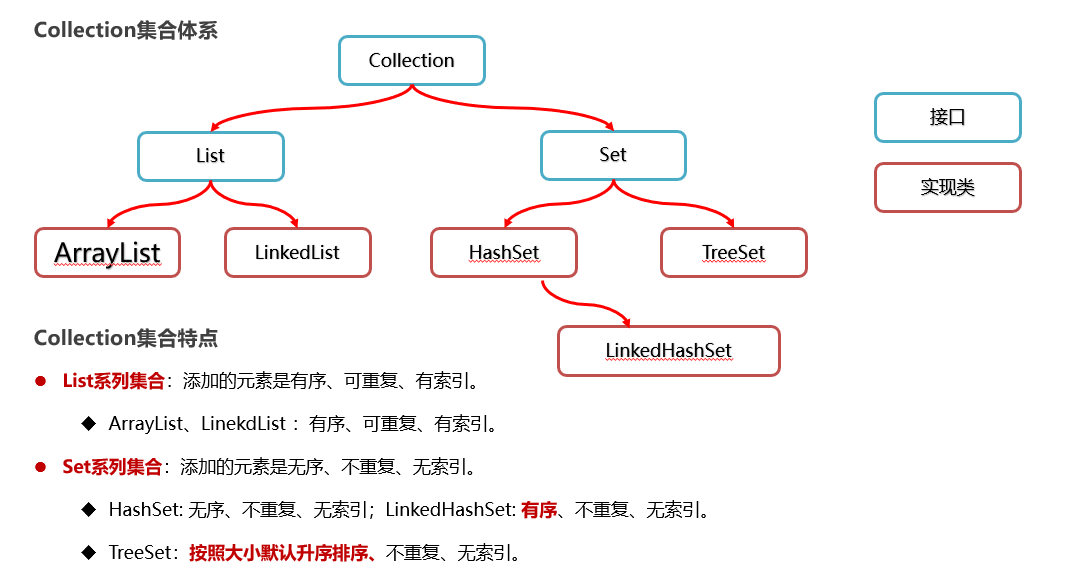 Collection集合体系
Collection
接口
List
Set
实现类
ArrayList
LinkedList
HashSet
TreeSet
LinkedHashSet
Collection集合特点
List系列集合：添加的元素是有序、可重复、有索引。
ArrayList、LinekdList ：有序、可重复、有索引。
Set系列集合：添加的元素是无序、不重复、无索引。
HashSet: 无序、不重复、无索引；LinkedHashSet: 有序、不重复、无索引。
TreeSet：按照大小默认升序排序、不重复、无索引。